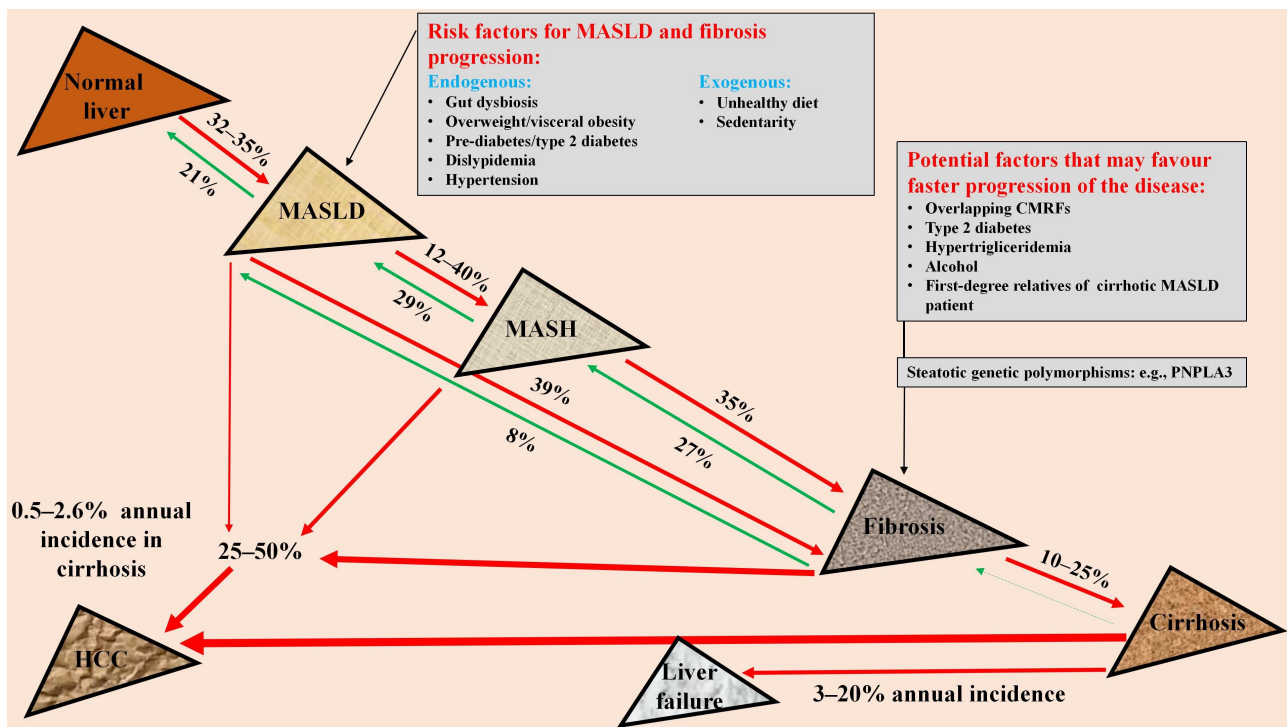 Normal
liver
32–35%
21%
MASLD
Risk factors for MASLD and fibrosis
progression:
Endogenous:
• Gut dysbiosis
• Overweight/visceral obesity
• Pre-diabetes/type 2 diabetes
• Dislypidemia
• Hypertension
Exogenous:
• Unhealthy diet
• Sedentarity
Potential factors that may favour
faster progression of the disease:
• Overlapping CMRFs
• Type 2 diabetes
• Hypertrigliceridemia
• Alcohol
• First-degree relatives of cirrhotic MASLD
patient
Steatotic genetic polymorphisms: e.g., PNPLA3
12–40%
29%
MASH
39%
8%
35%
27%
Fibrosis
10–25%
Cirrhosis
0.5–2.6% annual
incidence in
cirrhosis
25–50%
HCC
Liver
failure
3–20% annual incidence